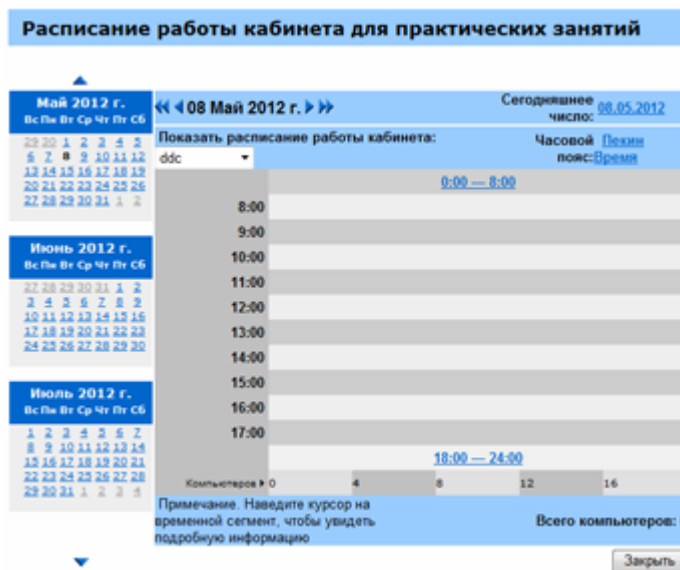 Расписание работы кабинета для практических занятий
Май 2012 г.
Вс Пн Вт Ср Чт Пт Сб
29 30 1 2 3 4 5
6 7 8 9 10 11 12
13 14 15 16 17 18 19
20 21 22 23 24 25 26
27 28 29 30 31 1 2
Июнь 2012 г.
Вс Пн Вт Ср Чт Пт Сб
27 28 29 30 31 1 2
3 4 5 6 7 8 9
10 11 12 13 14 15 16
17 18 19 20 21 22 23
24 25 26 27 28 29 30
Июль 2012 г.
Вс Пн Вт Ср Чт Пт Сб
1 2 3 4 5 6 7
8 9 10 11 12 13 14
15 16 17 18 19 20 21
22 23 24 25 26 27 28
29 30 31 1 2 3 4
08 Май 2012 г.
Сегодняшнее
число: 08.05.2012
Показать расписание работы кабинета:
ddc
Часовой Пекин
пояс:Время
0:00 — 8:00
8:00
9:00
10:00
11:00
12:00
13:00
14:00
15:00
16:00
17:00
18:00 — 24:00
Компьютеров 0 4 8 12 16
Примечание. Наведите курсор на
временной сегмент, чтобы увидеть
подробную информацию
Всего компьютеров:
Закрыть